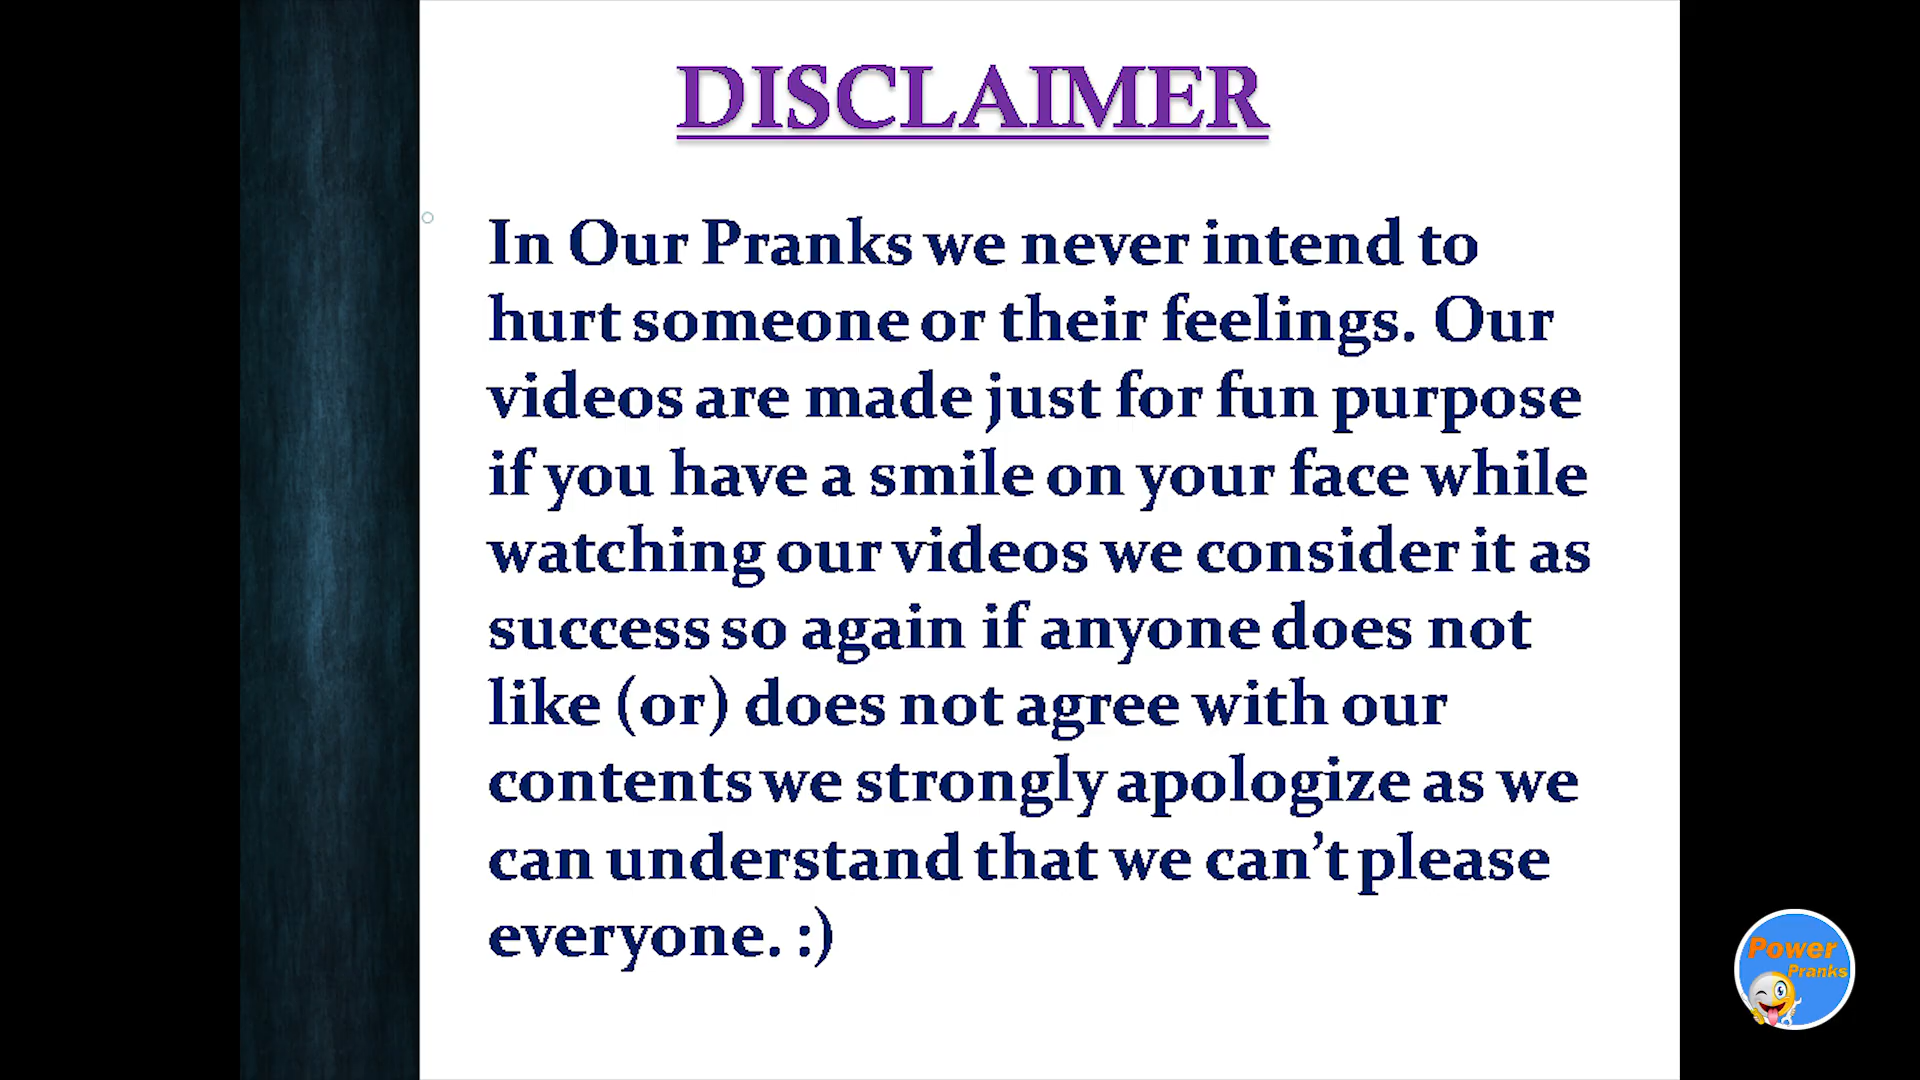 DISCLAIMER
In Our Pranks we never intend to
hurt someone or their feelings. Our
videos are made just for fun purpose
if you have a smile on your face while
watching our videos we consider it as
success so again if anyone does not
like (or) does not agree with our
contents we strongly apologize as we
can understand that we can’t please
everyone. :)
Power
Pranks